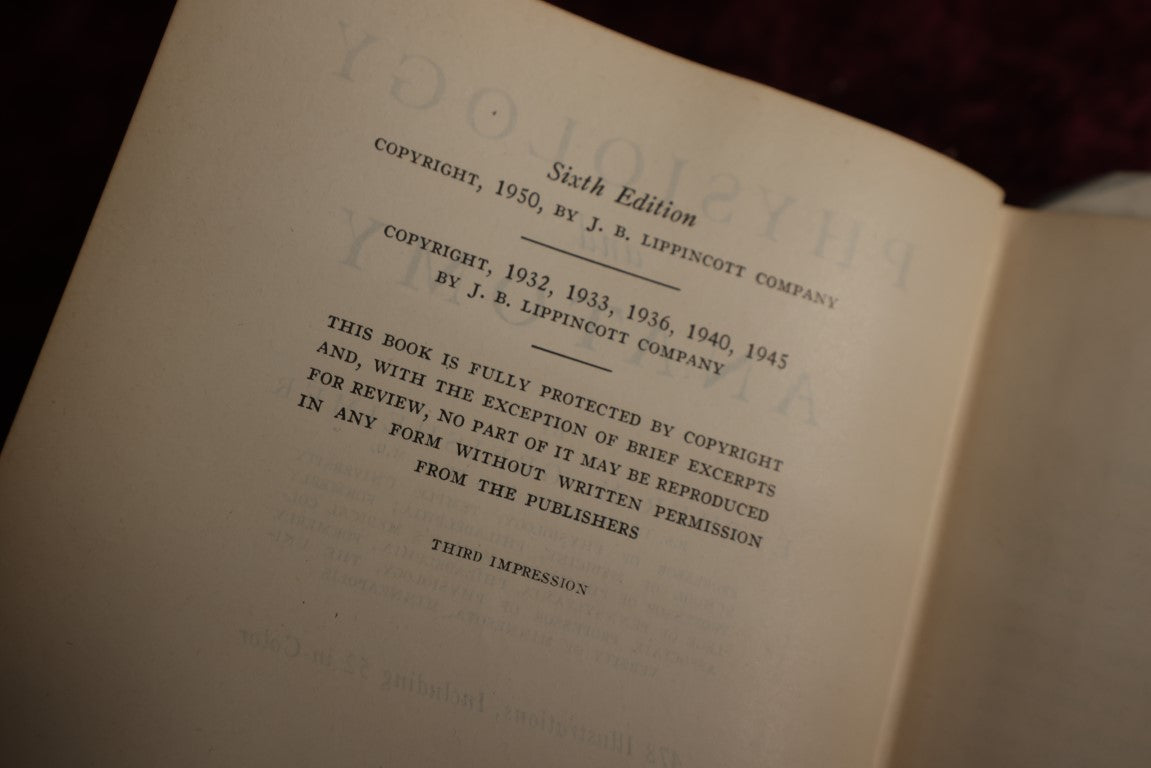 Sixth Edition
COPYRIGHT, 1950, BY J. B. LIPPINCOTT COMPANY
COPYRIGHT, 1932, 1933, 1936, 1940, 1945
BY J. B. LIPPINCOTT COMPANY
THIS BOOK IS FULLY PROTECTED BY COPYRIGHT
AND, WITH THE EXCEPTION OF BRIEF EXCERPTS
FOR REVIEW, NO PART OF IT MAY BE REPRODUCED
IN ANY FORM WITHOUT WRITTEN PERMISSION
FROM THE PUBLISHERS
THIRD IMPRESSION